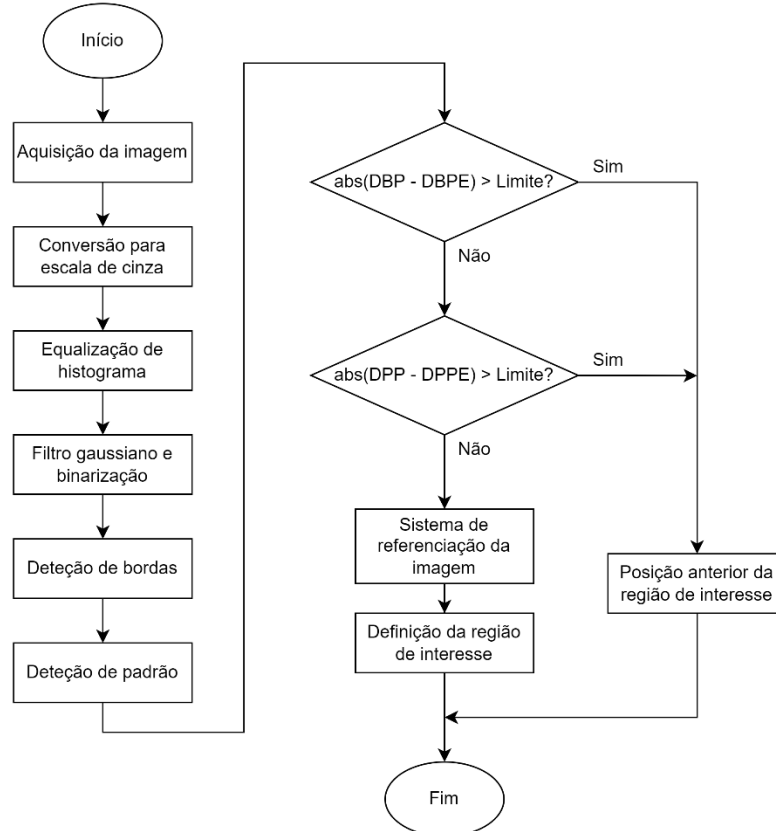 Início
Aquisição da imagem
Conversão para
escala de cinza
Equalização de
histograma
Filtro gaussiano e
binarização
Deteção de bordas
Deteção de padrão
abs(DBP - DBPE) > Limite?
Sim
Não
abs(DPP - DPPE) > Limite?
Sim
Não
Sistema de
referenciação da
imagem
Definição da região
de interesse
Posição anterior da
região de interesse
Fim